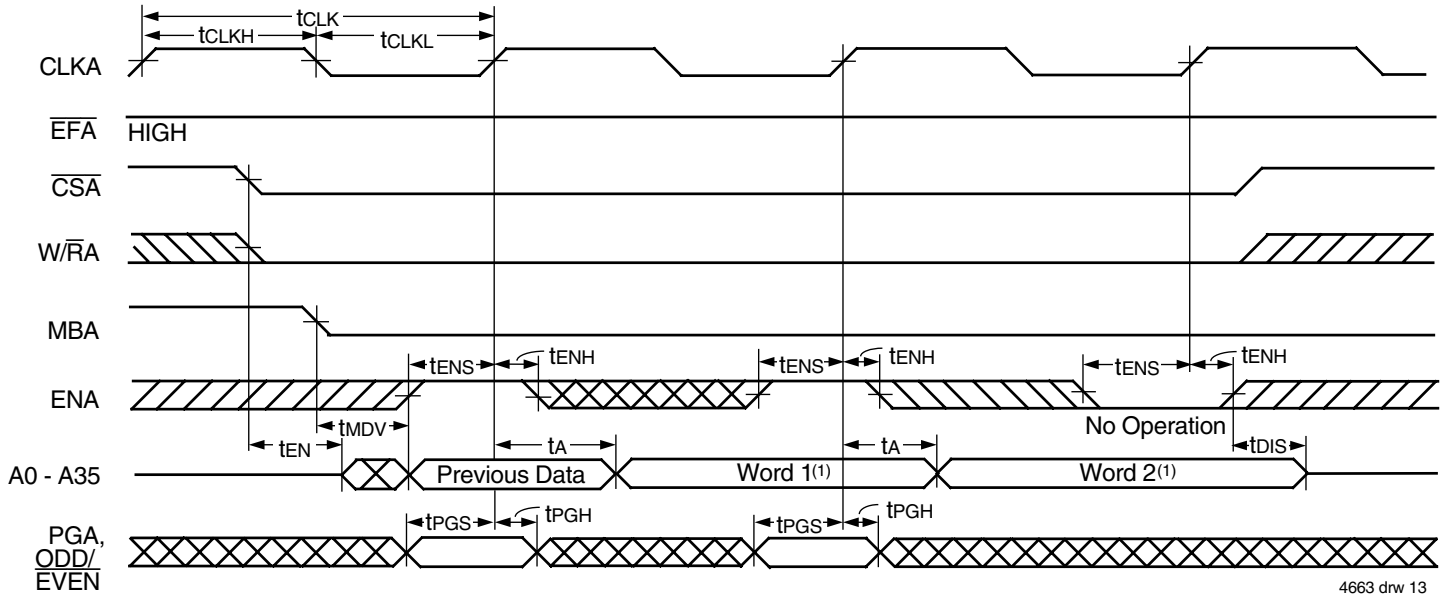 tCLK
tCLKH tCLKL
CLKA
EFA HIGH
CSA
W/RA
MBA
tENS tENH tENS tENH tENS tENH
ENA
No Operation
tMDV
tEN tA tA tDIS
A0 - A35 Previous Data Word 1(1) Word 2(1)
tPGS tPGH tPGS tPGH
PGA,
ODD/
EVEN
4663 drw 13